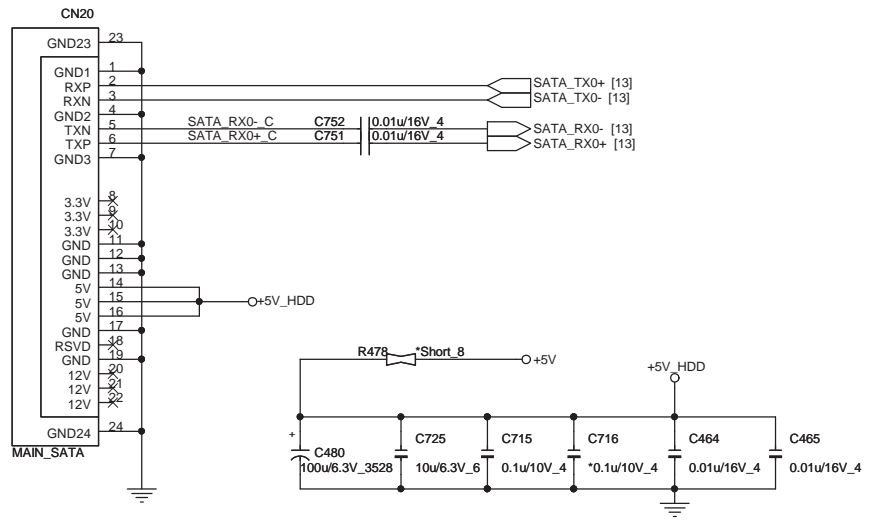 CN20
GND23 23
GND1 1
RXP 2 SATA_TX0+ [13]
RXN 3 SATA_TX0- [13]
GND2 4
TXN 5 SATA_RX0-_C C752 0.01u/16V_4 SATA_RX0- [13]
TXP 6 SATA_RX0+_C C751 0.01u/16V_4 SATA_RX0+ [13]
GND3 7
3.3V 8
3.3V 9
3.3V 10
GND 11
GND 12
GND 13
5V 14
5V 15 +5V_HDD
5V 16
GND 17
RSVD 18
GND 19
12V 20
12V 21
12V 22
GND24 24
MAIN_SATA
R478 *Short_8 +5V
+5V_HDD
+
C480 C725 C715 C716 C464 C465
100u/6.3V_3528 10u/6.3V_6 0.1u/10V_4 *0.1u/10V_4 0.01u/16V_4 0.01u/16V_4